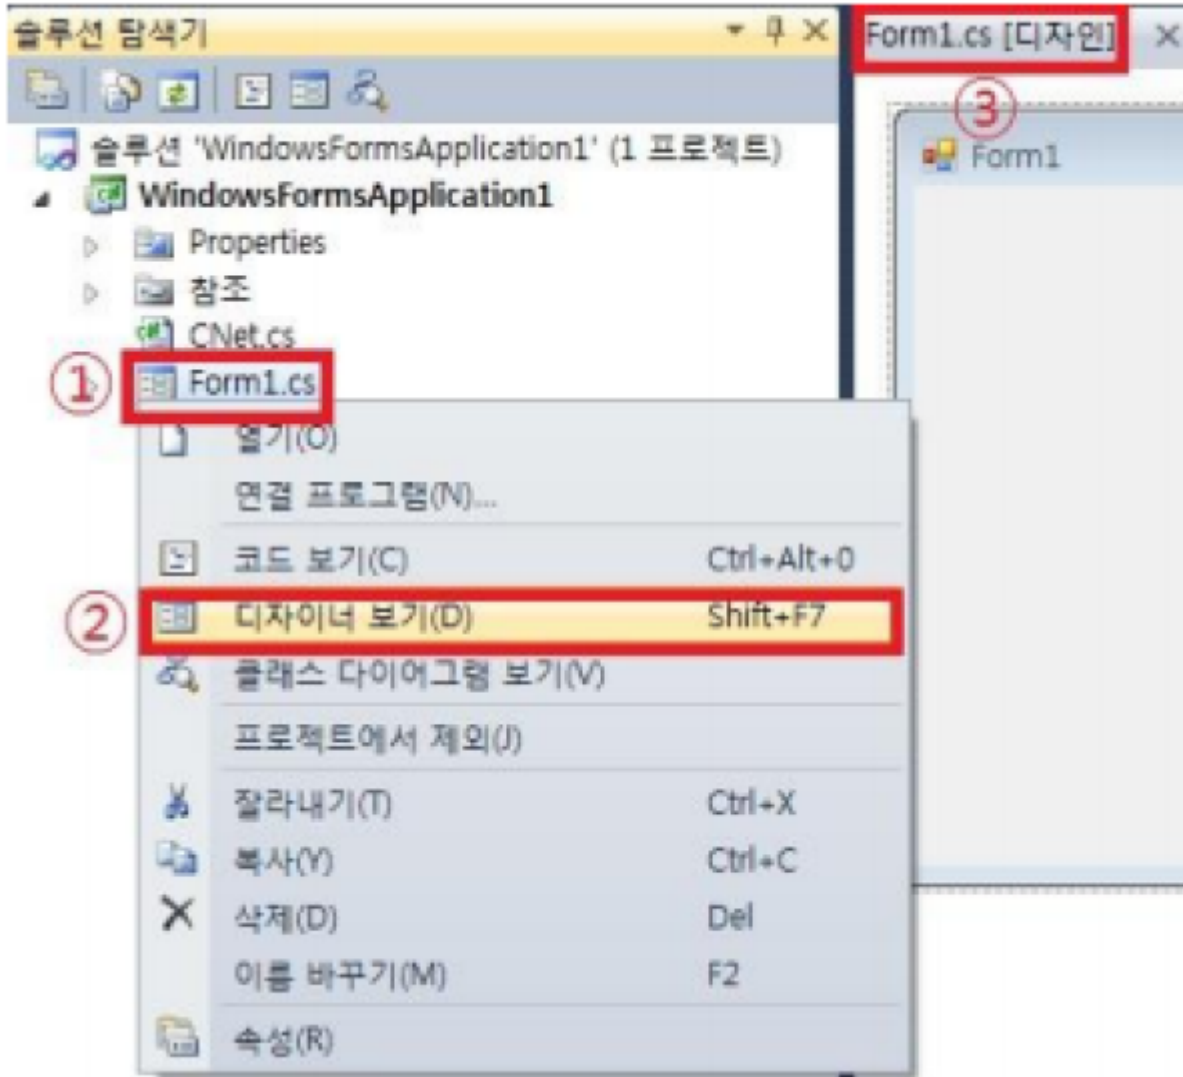 솔루션 탐색기
Form1.cs [디자인]
③
Form1
솔루션 'WindowsFormsApplication1' (1 프로젝트)
WindowsFormsApplication1
Properties
참조
CNet.cs
① Form1.cs
열기(O)
연결 프로그램(N)...
코드 보기(C) Ctrl+Alt+0
② 디자이너 보기(D) Shift+F7
클래스 다이어그램 보기(V)
프로젝트에서 제외(J)
잘라내기(T) Ctrl+X
복사(Y) Ctrl+C
삭제(D) Del
이름 바꾸기(M) F2
속성(R)